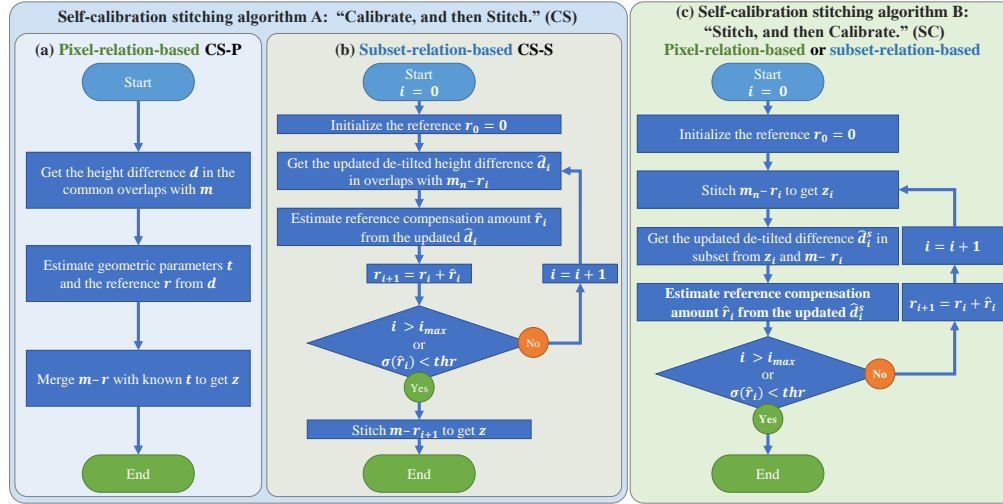 Self-calibration stitching algorithm A: “Calibrate, and then Stitch.” (CS)
(a) Pixel-relation-based CS-P
Start
Get the height difference d in
the common overlaps with m
Estimate geometric parameters t
and the reference r from d
Merge m– r with known t to get z
End
(b) Subset-relation-based CS-S
Start
i = 0
Initialize the reference r₀ = 0
Get the updated de-tilted height difference d̂ᵢ
in overlaps with mₙ– rᵢ
Estimate reference compensation amount r̂ᵢ
from the updated d̂ᵢ
rᵢ₊₁ = rᵢ + r̂ᵢ
i = i + 1
i > iₘₐₓ
or
σ(r̂ᵢ) < thr
No
Yes
Stitch m– rᵢ₊₁ to get z
End
(c) Self-calibration stitching algorithm B:
“Stitch, and then Calibrate.” (SC)
Pixel-relation-based or subset-relation-based
Start
i = 0
Initialize the reference r₀ = 0
Stitch mₙ– rᵢ to get zᵢ
Get the updated de-tilted difference d̂ᵢˢ in
subset from zᵢ and m– rᵢ
i = i + 1
Estimate reference compensation
amount r̂ᵢ from the updated d̂ᵢˢ
rᵢ₊₁ = rᵢ + r̂ᵢ
i > iₘₐₓ
or
σ(r̂ᵢ) < thr
No
Yes
End